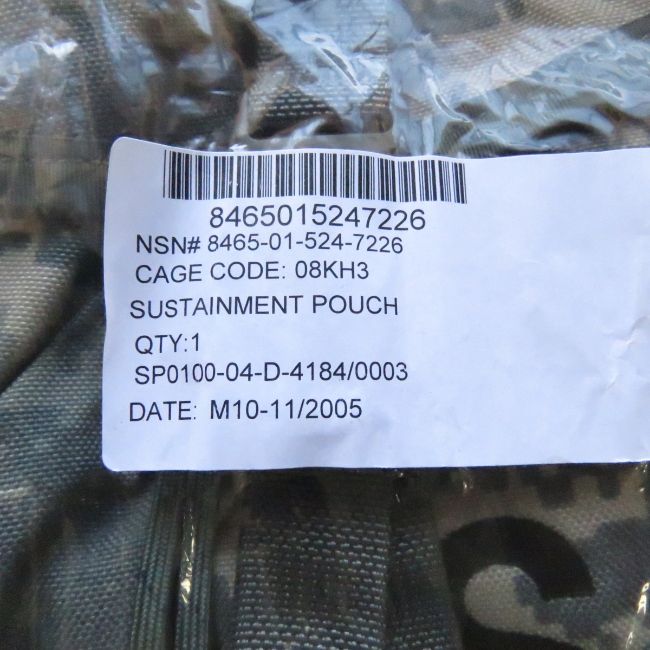 8465015247226
NSN# 8465-01-524-7226
CAGE CODE: 08KH3
SUSTAINMENT POUCH
QTY:1
SP0100-04-D-4184/0003
DATE: M10-11/2005
S